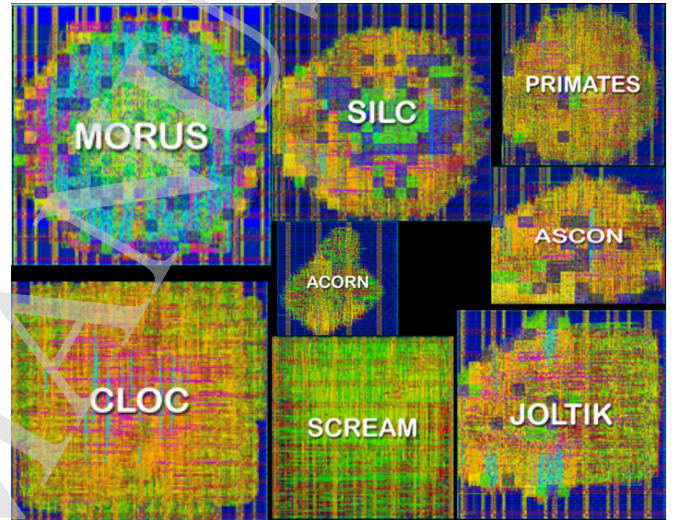 MORUS
SILC
PRIMATES
ASCON
ACORN
CLOC
SCREAM
JOLTIK